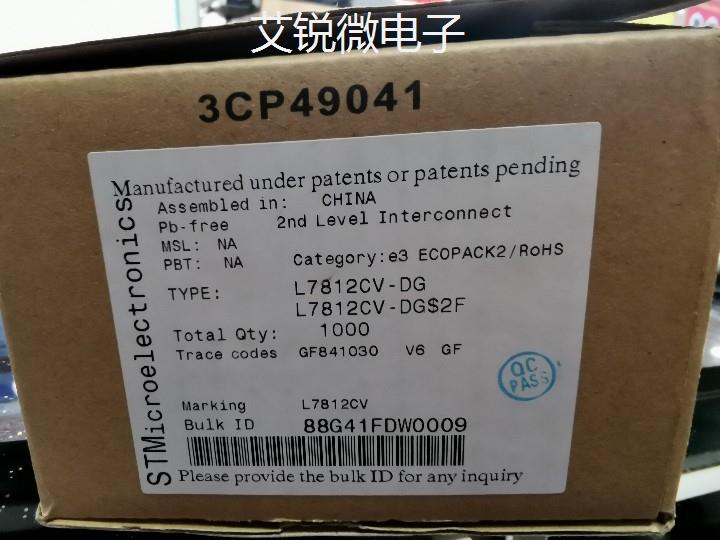 艾锐微电子
3CP49041
Manufactured under patents or patents pending
Assembled in: CHINA
Pb-free 2nd Level Interconnect
MSL: NA
PBT: NA Category:e3 ECOPACK2/RoHS
TYPE: L7812CV-DG
L7812CV-DG$2F
Total Qty: 1000
Trace codes GF841030 V6 GF
QC
PASS
Marking L7812CV
Bulk ID 88G41FDW0009
Please provide the bulk ID for any inquiry
STMicroelectronics